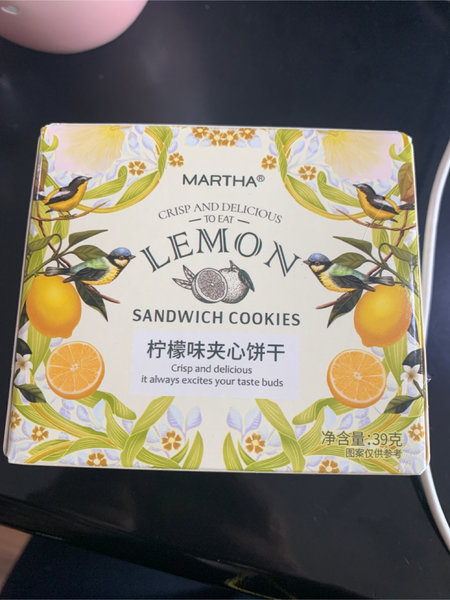 MARTHA®
CRISP AND DELICIOUS
TO EAT
LEMON
SANDWICH COOKIES
柠檬味夹心饼干
Crisp and delicious
it always excites your taste buds
净含量:39克
图案仅供参考